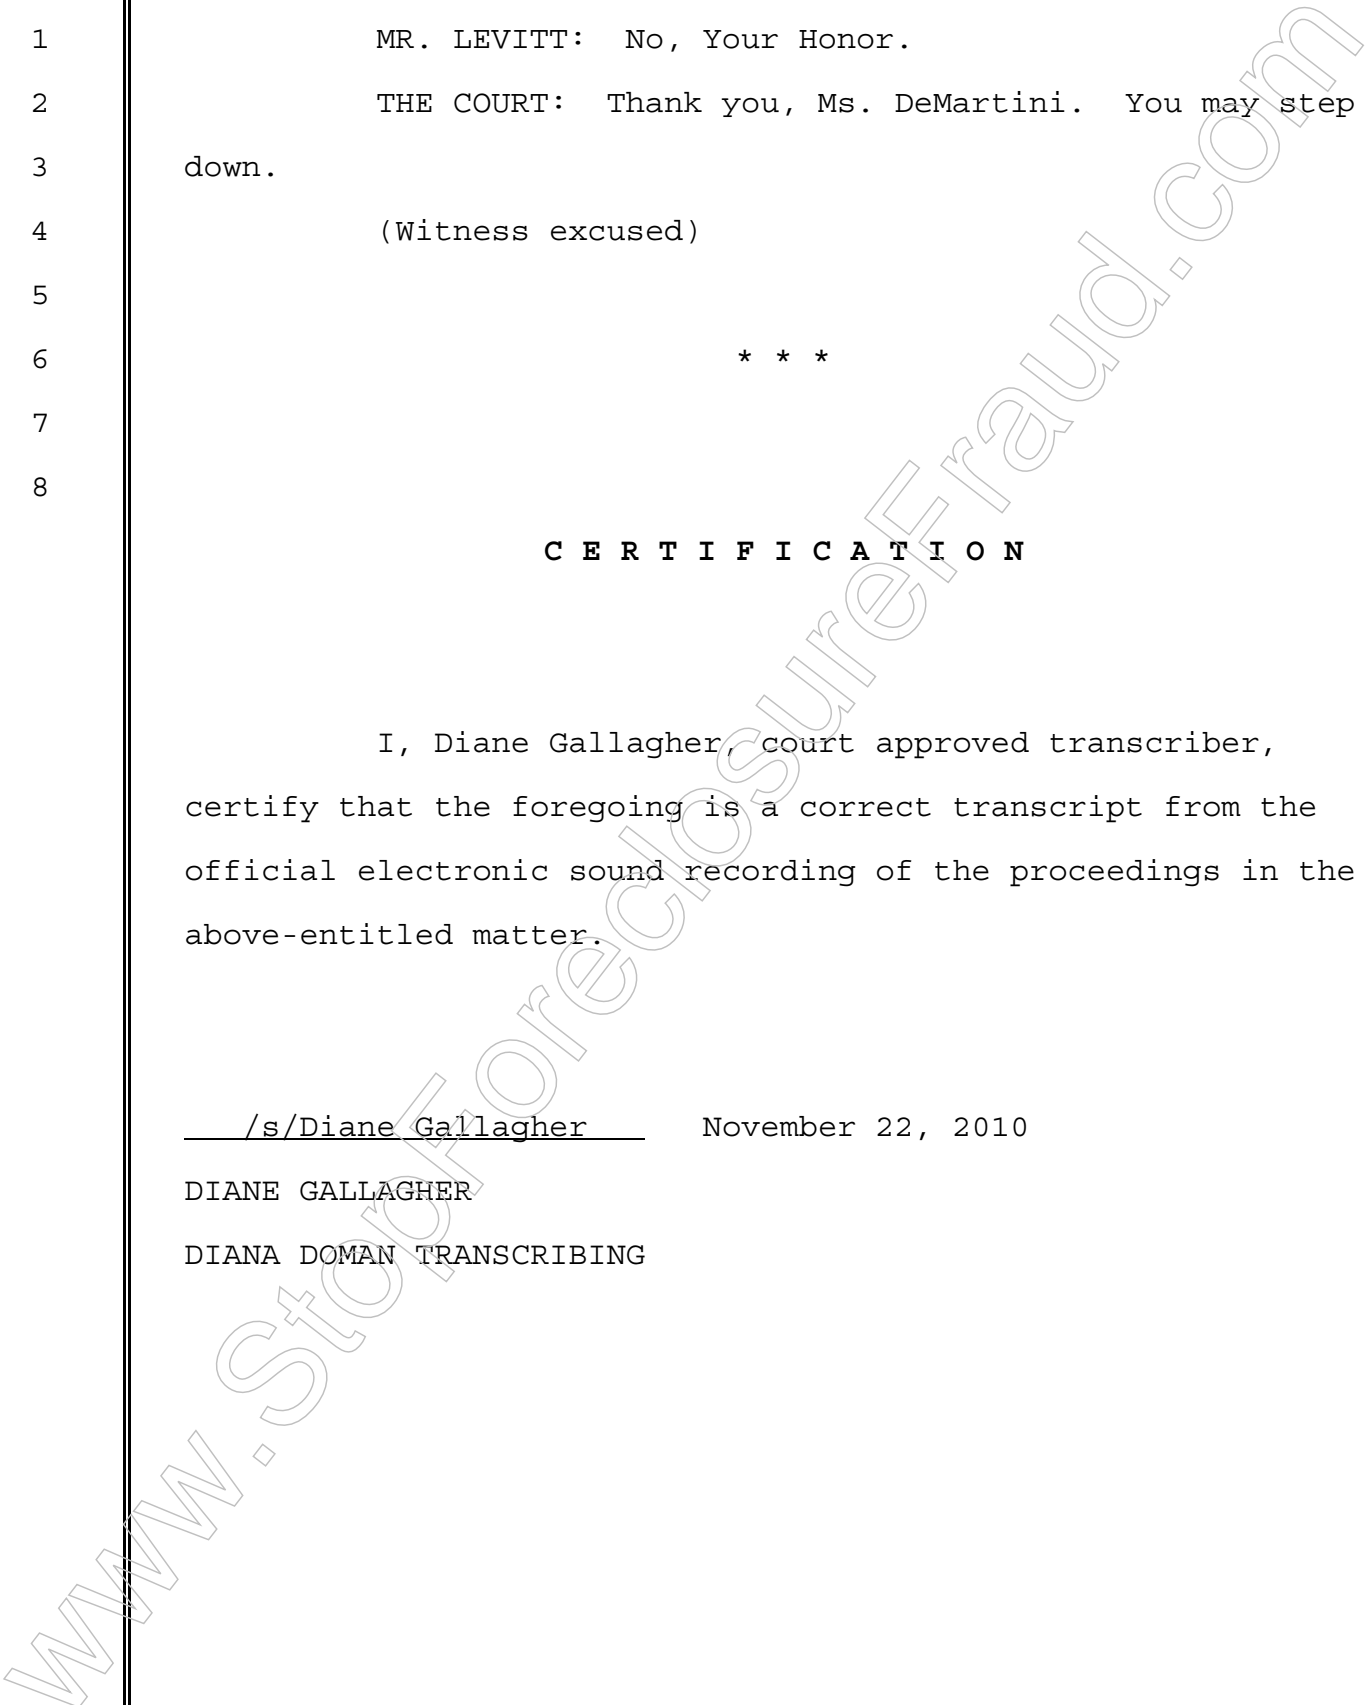 1 MR. LEVITT: No, Your Honor.
2 THE COURT: Thank you, Ms. DeMartini. You may step
3 down.
4 (Witness excused)
5
6 * * *
7
8
C E R T I F I C A T I O N
I, Diane Gallagher, court approved transcriber,
certify that the foregoing is a correct transcript from the
official electronic sound recording of the proceedings in the
above-entitled matter.
/s/Diane Gallagher November 22, 2010
DIANE GALLAGHER
DIANA DOMAN TRANSCRIBING
www.StopForeclosureFraud.com